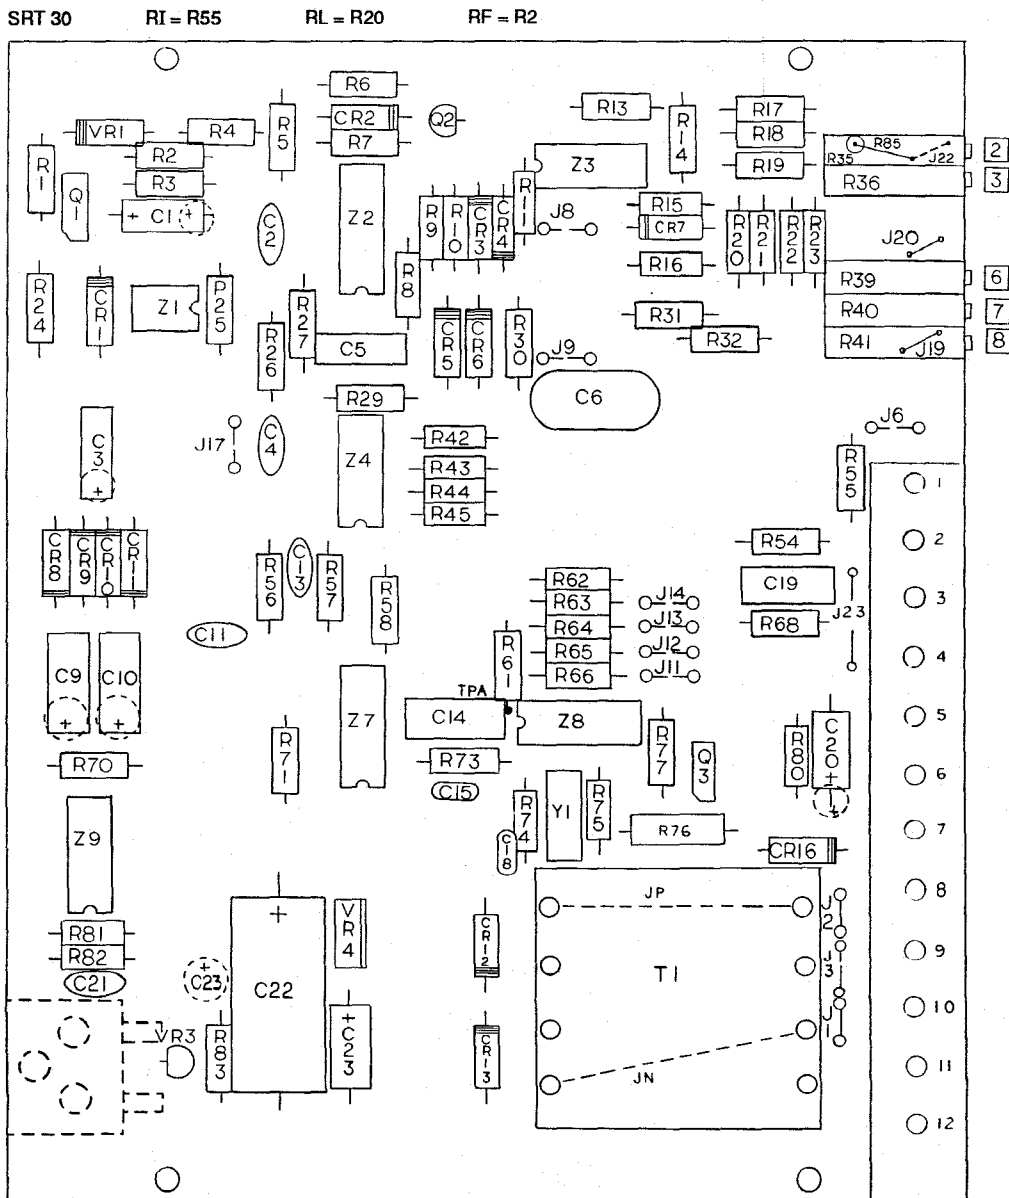 SRT 30 RI = R55 RL = R20 RF = R2
R6
CR2
R7
Q2
R13
R14
R17
R18
R19
VR1
R4
R5
R2
R3
C1
+
R1
Q1
Z2
C2
Z3
R11
R9
R10
CR3
CR4
J8
R15
CR7
R16
R20
R21
R22
R23
R35
R85
J22
2
R36
3
J20
R39
6
R40
7
R41
J19
8
R24
CR1
Z1
R25
R26
R27
R8
C5
CR5
CR6
R30
J9
R31
R32
R29
C6
C3
+
J17
C4
Z4
R42
R43
R44
R45
J6
R55
1
CR8
CR9
CR10
CR11
R56
C13
R57
R58
R54
C19
R68
J23
2
3
R62
R63
R64
R65
R66
J14
J13
J12
J11
C11
C9
+
C10
+
R61
TPA
C14
Z8
Z7
R71
R73
C15
R70
R77
Q3
R80
C20
+
4
5
6
Z9
C18
R74
Y1
R75
R76
CR16
7
8
R81
R82
C21
C23
+
C22
+
VR4
CR12
JP
T1
J2
J3
J1
9
10
VR3
R83
+
C23
CR13
JN
11
12